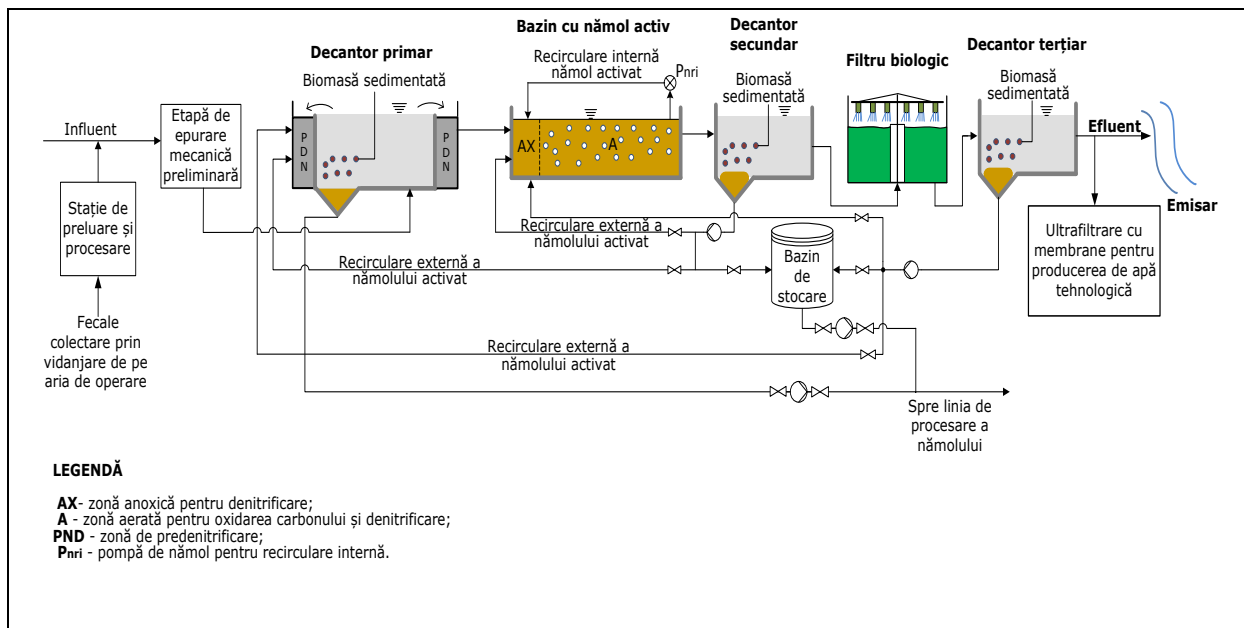 Bazin cu nămol activ
Decantor
secundar
Decantor primar
Filtru biologic
Decantor terțiar
Recirculare internă
nămol activat
Pnri
Biomasă sedimentată
Biomasă
sedimentată
Biomasă
sedimentată
Influent
Etapă de
epurare
mecanică
preliminară
P
D
N
P
D
N
AX
A
Efluent
Emisar
Stație de
preluare și
procesare
Recirculare externă a
nămolului activat
Recirculare externă a
nămolului activat
Bazin
de
stocare
Ultrafiltrare cu
membrane pentru
producerea de apă
tehnologică
Fecale
colectare prin
vidanjare de pe
aria de operare
Recirculare externă a
nămolului activat
Spre linia de
procesare a
nămolului
LEGENDĂ
AX- zonă anoxică pentru denitrificare;
A - zonă aerată pentru oxidarea carbonului și denitrificare;
PND - zonă de predenitrificare;
Pnri - pompă de nămol pentru recirculare internă.